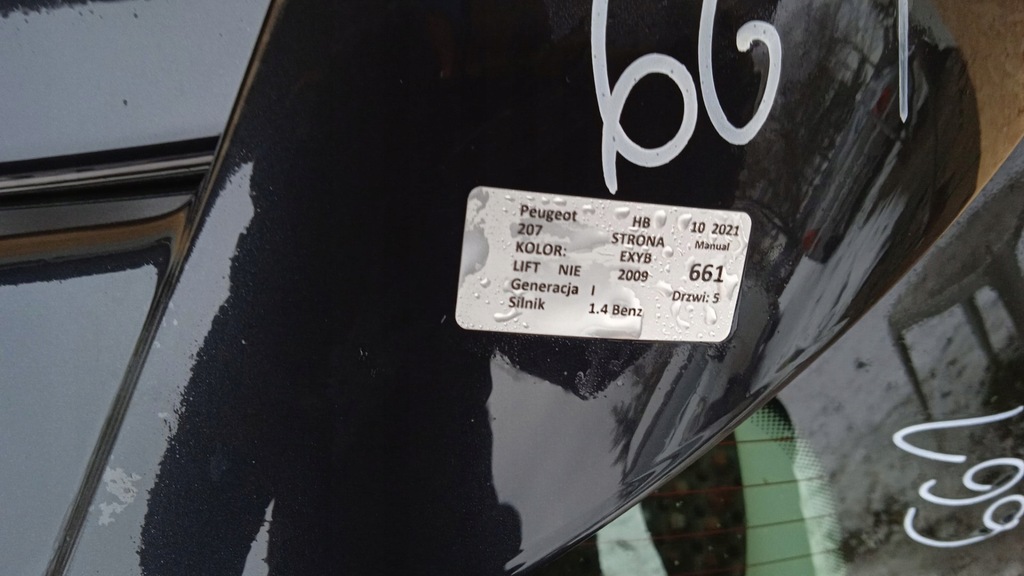 661
Peugeot HB 10 2021
207 STRONA Manual
KOLOR: EXYB
LIFT NIE 2009 661
Generacja I Drzwi: 5
Silnik 1.4 Benz
661